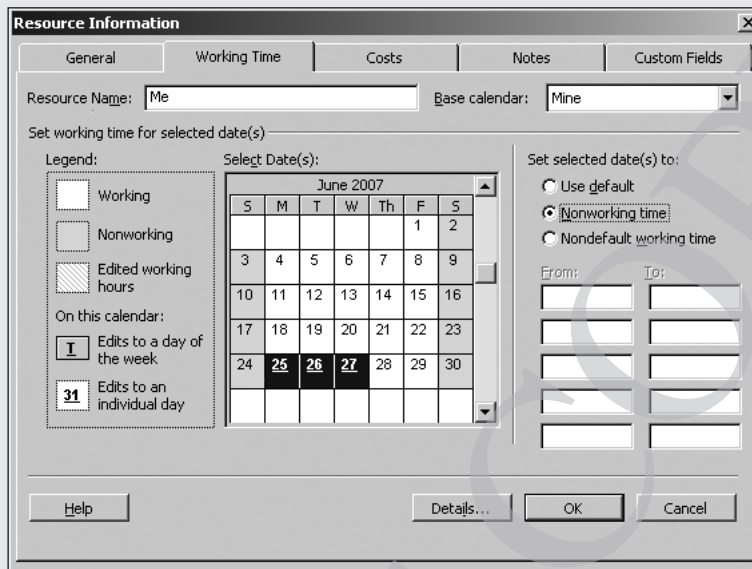 Resource Information
General Working Time Costs Notes Custom Fields
Resource Name: Me Base calendar: Mine
Set working time for selected date(s)
Legend:
Working
Nonworking
Edited working
hours
On this calendar:
T Edits to a day of
the week
31 Edits to an
individual day
Select Date(s):
June 2007
S M T W Th F S
1 2
3 4 5 6 7 8 9
10 11 12 13 14 15 16
17 18 19 20 21 22 23
24 25 26 27 28 29 30
Set selected date(s) to:
Use default
Nonworking time
Nondefault working time
From: To:
Help Details... OK Cancel